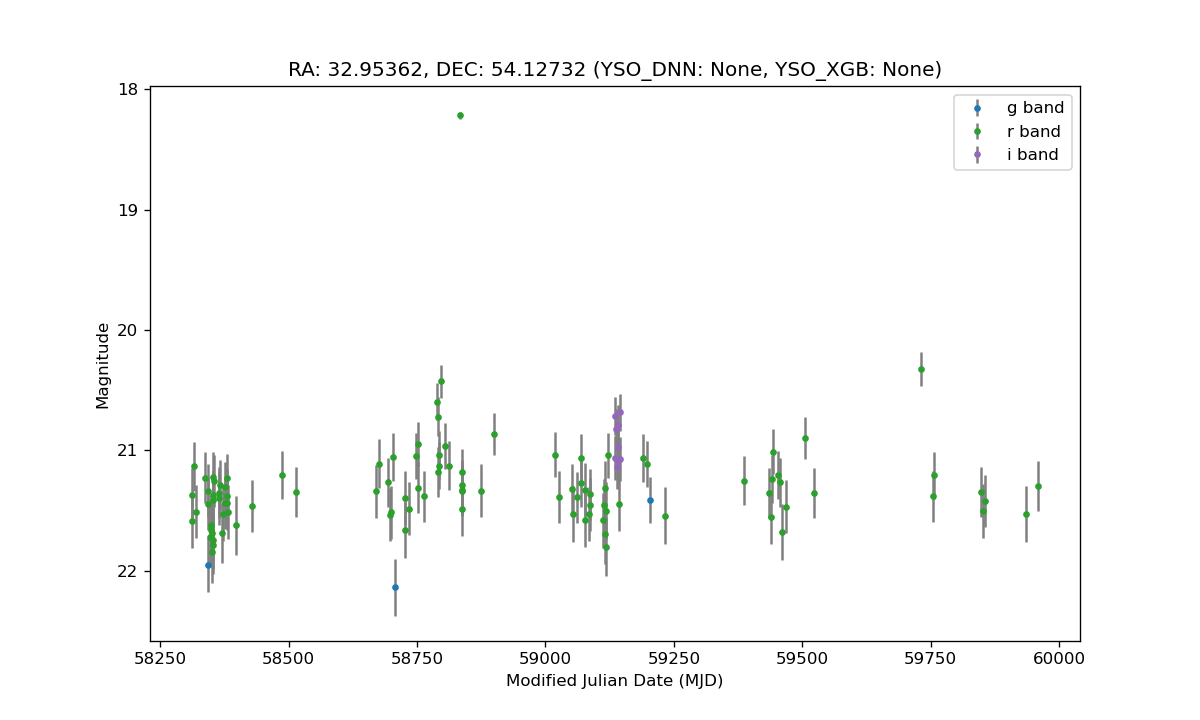 RA: 32.95362, DEC: 54.12732 (YSO_DNN: None, YSO_XGB: None)
g band
r band
i band
Magnitude
18
19
20
21
22
58250 58500 58750 59000 59250 59500 59750 60000
Modified Julian Date (MJD)